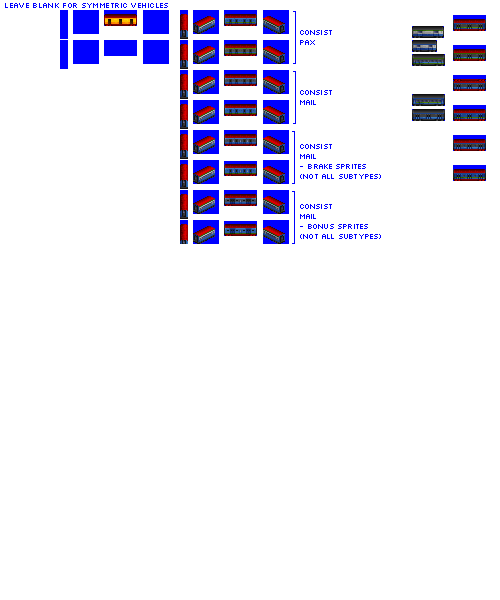 LEAVE BLANK FOR SYMMETRIC VEHICLES
CONSIST
PAX
CONSIST
MAIL
CONSIST
MAIL
- BRAKE SPRITES
(NOT ALL SUBTYPES)
CONSIST
MAIL
- BONUS SPRITES
(NOT ALL SUBTYPES)